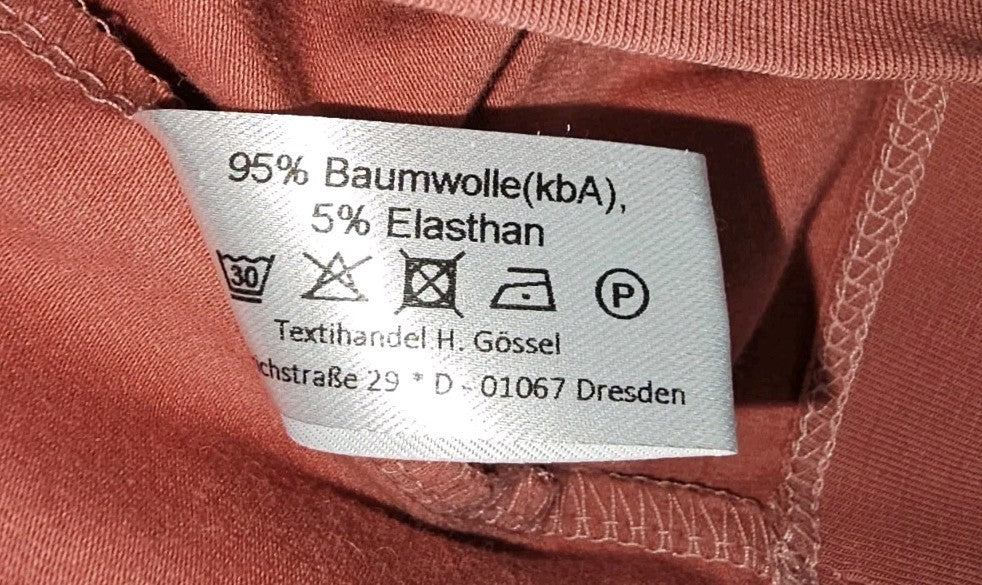 95% Baumwolle(kbA),
5% Elasthan
30 P
Textihandel H. Gössel
29 * D - 01067 Dresden